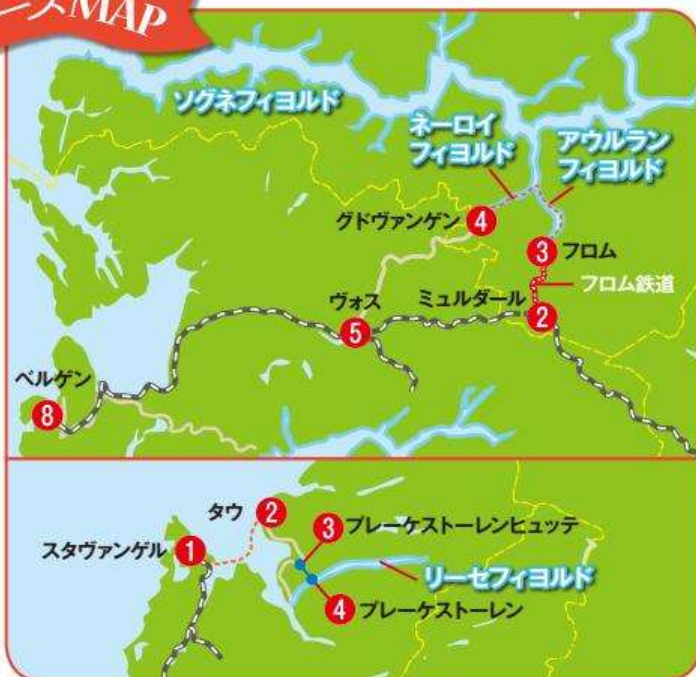 MAP
ソグネフィヨルド
ネーロイ
フィヨルド
アウルラン
フィヨルド
グドヴァンゲン
4
3
フロム
フロム鉄道
ヴォス
ミュルダール
5
2
ベルゲン
8
タウ
2
3
プレーケストーレンヒュッテ
スタヴァンゲル
1
リーセフィヨルド
4
プレーケストーレン